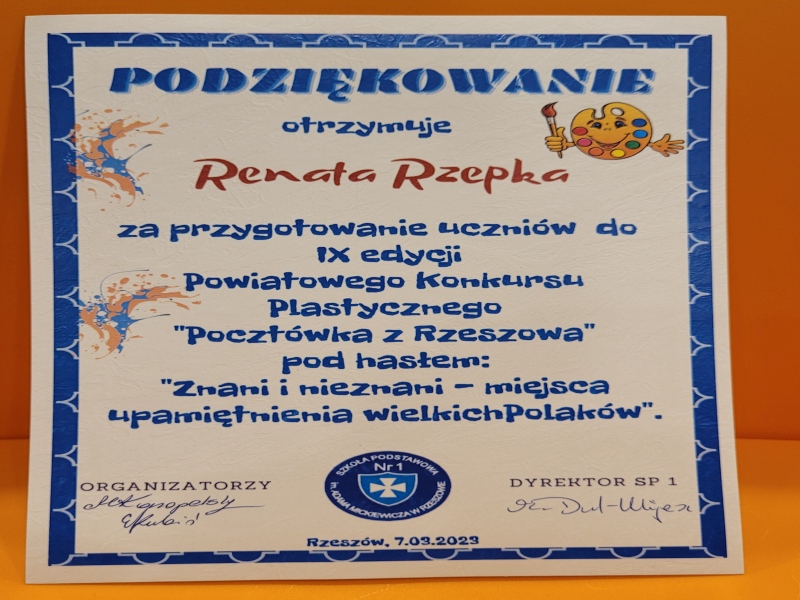 PODZIĘKOWANIE
otrzymuje
Renata Rzepka
za przygotowanie uczniów do
IX edycji
Powiatowego Konkursu
Plastycznego
"Pocztówka z Rzeszowa"
pod hasłem:
"Znani i nieznani – miejsca
upamiętnienia wielkichPolaków".
ORGANIZATORZY
DYREKTOR SP 1
SZKOŁA PODSTAWOWA
Nr 1
im. ADAMA MICKIEWICZA W RZESZOWIE
Rzeszów, 7.03.2023